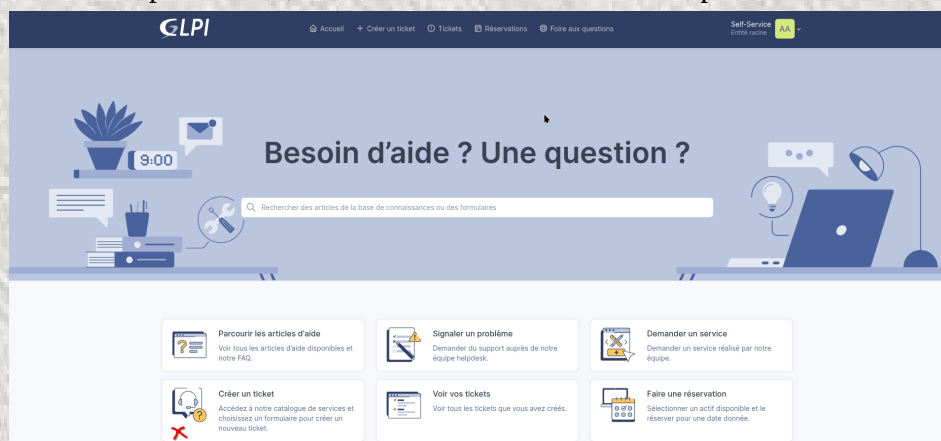 GLPI
Accueil
Créer un ticket
Tickets
Réservations
Foire aux questions
Self-Service
Entité racine
AA
9:00
Besoin d'aide ? Une question ?
Rechercher des articles de la base de connaissances ou des formulaires
Parcourir les articles d'aide
Voir tous les articles d'aide disponibles et
notre FAQ.
Signaler un problème
Demander du support auprès de notre
équipe helpdesk.
Demander un service
Demander un service réalisé par notre
équipe.
Créer un ticket
Accédez à notre catalogue de services et
choisissez un formulaire pour créer un
nouveau ticket.
Voir vos tickets
Voir tous les tickets que vous avez créés.
Faire une réservation
Sélectionner un actif disponible et le
réserver pour une date donnée.